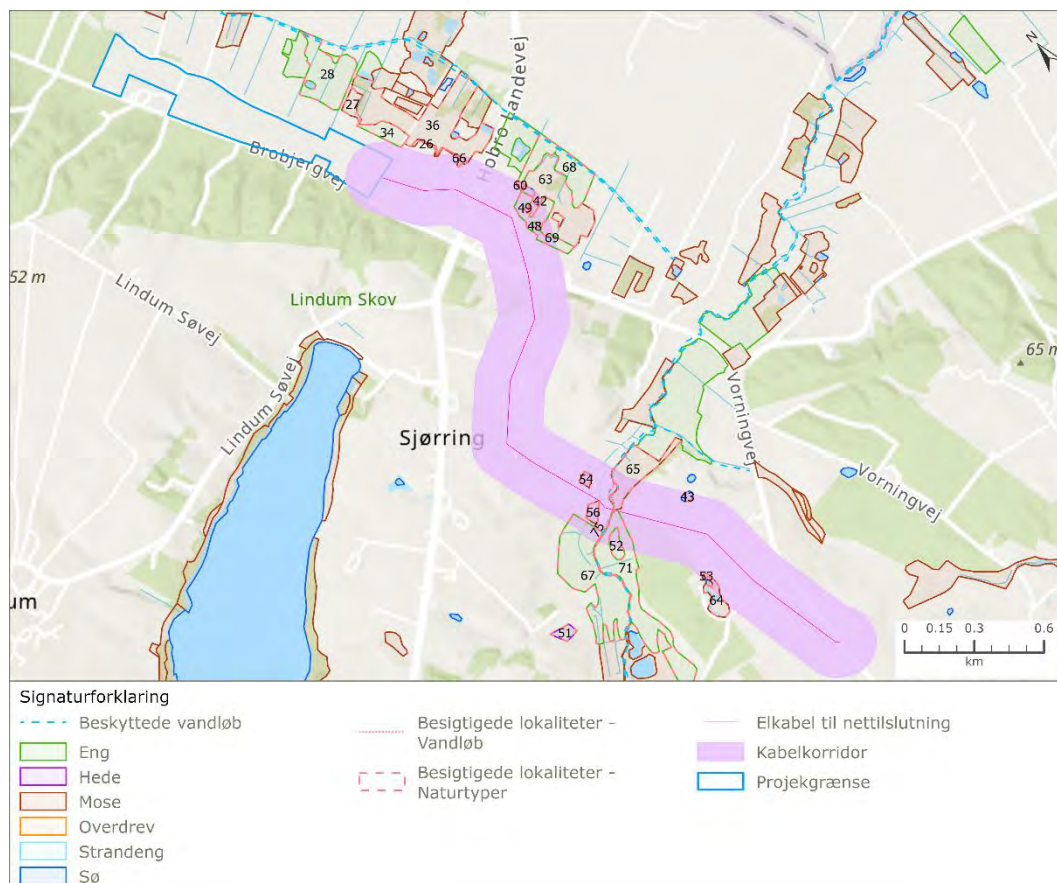 N
28
27
34
36
26
66
Hobro Landevej
Brobjergvej
60
63
68
42
49
48
69
52 m
Lindum Skov
Lindum Søvej
Lindum Søvej
65 m
Vorningvej
Vorningvej
Sjørring
65
54
43
56
75
52
71
67
53
64
51
um
0 0.15 0.3 0.6
km
Signaturforklaring
Beskyttede vandløb
Eng
Hede
Mose
Overdrev
Strandeng
Sø
Besigtigede lokaliteter -
Vandløb
Besigtigede lokaliteter -
Naturtyper
Elkabel til nettilslutning
Kabelkorridor
Projekgrænse